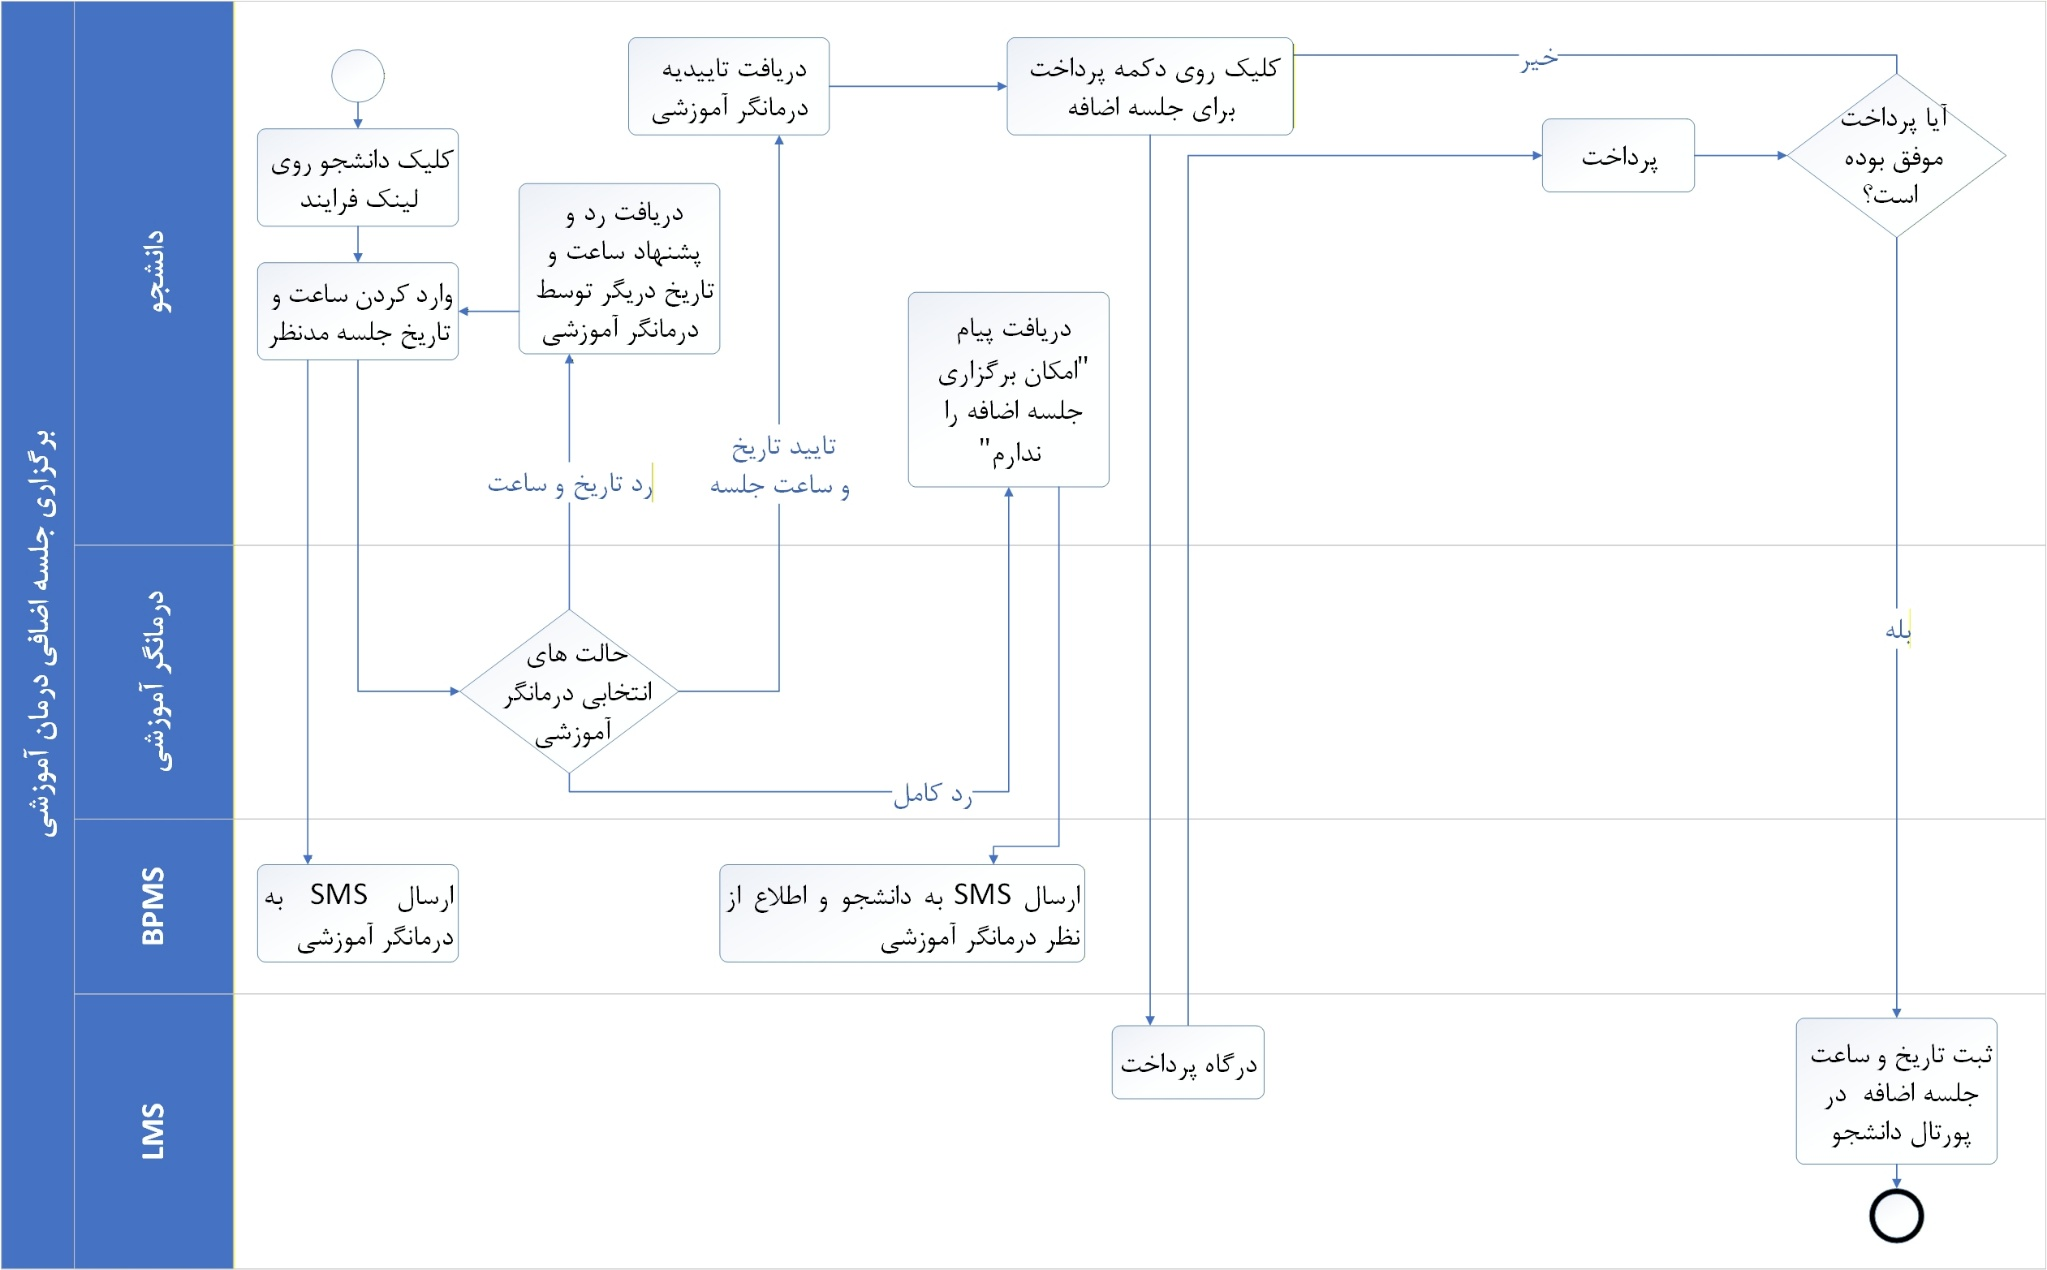 برگزاری جلسه اضافی درمان آموزشی
دانشجو
کلیک دانشجو روی
لینک فرایند
وارد کردن ساعت و
تاریخ جلسه مدنظر
دریافت رد و
پشنهاد ساعت و
تاریخ دریگر توسط
درمانگر آموزشی
رد تاریخ و ساعت
دریافت تاییدیه
درمانگر آموزشی
تایید تاریخ
و ساعت جلسه
دریافت پیام
"امکان برگزاری
جلسه اضافه را
ندارم"
کلیک روی دکمه پرداخت
برای جلسه اضافه
خیر
پرداخت
آیا پرداخت
موفق بوده
است؟
درمانگر آموزشی
حالت های
انتخابی درمانگر
آموزشی
رد کامل
بله
BPMS
ارسال SMS به
درمانگر آموزشی
ارسال SMS به دانشجو و اطلاع از
نظر درمانگر آموزشی
LMS
درگاه پرداخت
ثبت تاریخ و ساعت
جلسه اضافه در
پورتال دانشجو